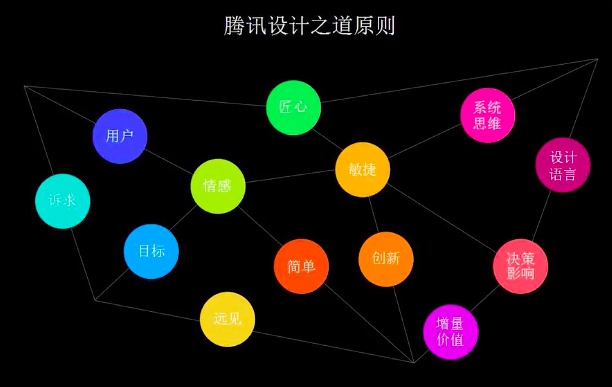 腾讯设计之道原则
匠心
系统
思维
用户
设计
语言
敏捷
情感
诉求
目标
简单
创新
决策
影响
远见
增量
价值